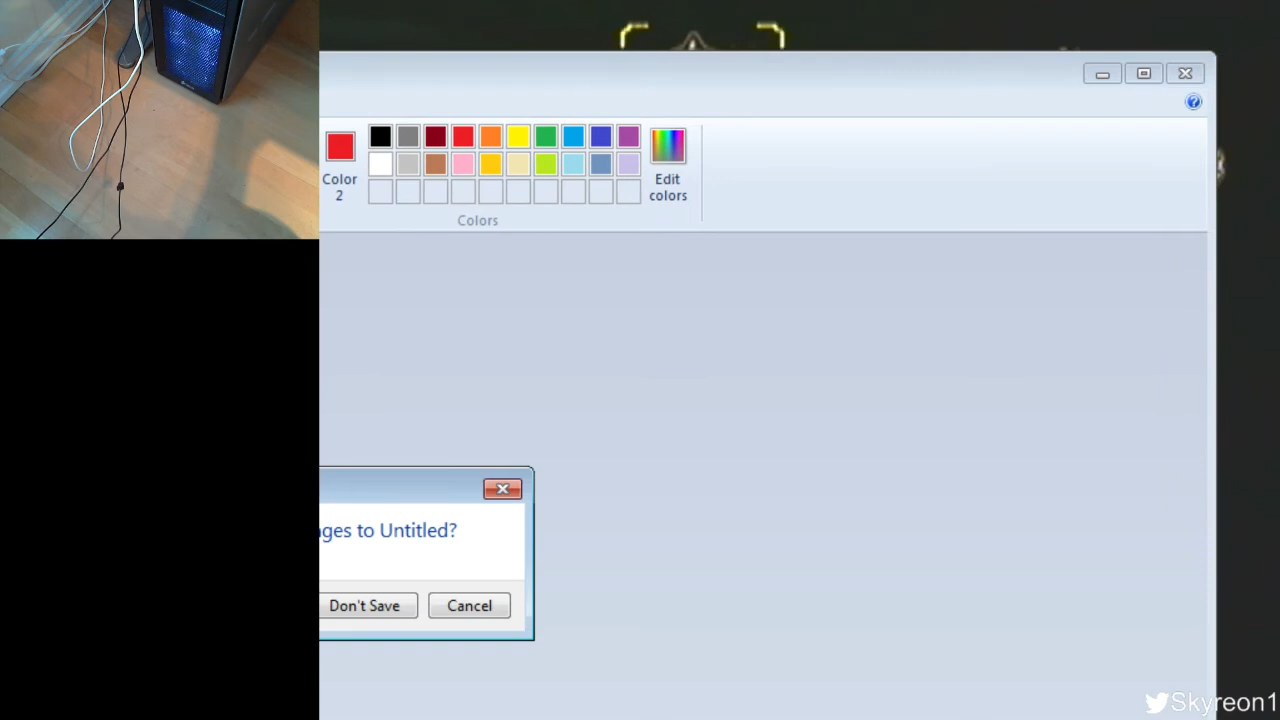 Color
2
Edit
colors
Colors
ges to Untitled?
Don't Save
Cancel
Skyreon1